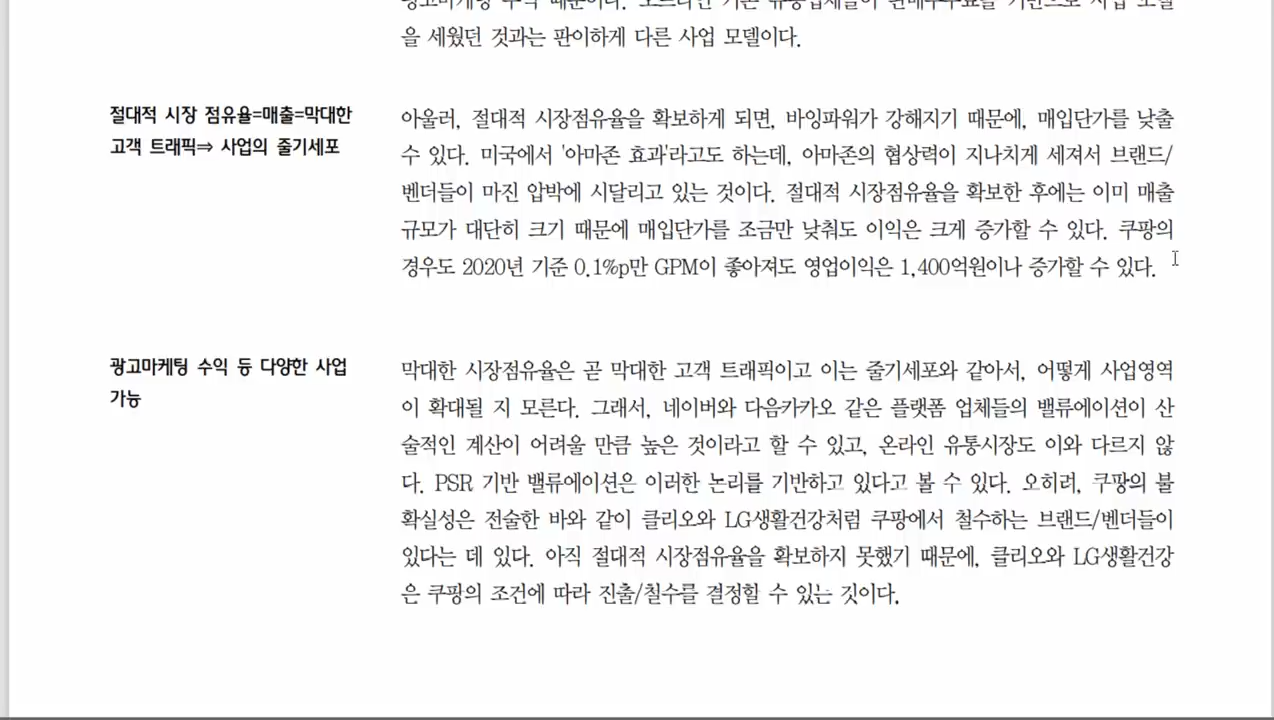 을 세웠던 것과는 판이하게 다른 사업 모델이다.
절대적 시장 점유율=매출=막대한
고객 트래픽⇒ 사업의 줄기세포
아울러, 절대적 시장점유율을 확보하게 되면, 바잉파워가 강해지기 때문에, 매입단가를 낮출
수 있다. 미국에서 '아마존 효과'라고도 하는데, 아마존의 협상력이 지나치게 세져서 브랜드/
벤더들이 마진 압박에 시달리고 있는 것이다. 절대적 시장점유율을 확보한 후에는 이미 매출
규모가 대단히 크기 때문에 매입단가를 조금만 낮춰도 이익은 크게 증가할 수 있다. 쿠팡의
경우도 2020년 기준 0.1%p만 GPM이 좋아져도 영업이익은 1,400억원이나 증가할 수 있다.
광고마케팅 수익 등 다양한 사업
가능
막대한 시장점유율은 곧 막대한 고객 트래픽이고 이는 줄기세포와 같아서, 어떻게 사업영역
이 확대될 지 모른다. 그래서, 네이버와 다음카카오 같은 플랫폼 업체들의 밸류에이션이 산
술적인 계산이 어려울 만큼 높은 것이라고 할 수 있고, 온라인 유통시장도 이와 다르지 않
다. PSR 기반 밸류에이션은 이러한 논리를 기반하고 있다고 볼 수 있다. 오히려, 쿠팡의 불
확실성은 전술한 바와 같이 클리오와 LG생활건강처럼 쿠팡에서 철수하는 브랜드/벤더들이
있다는 데 있다. 아직 절대적 시장점유율을 확보하지 못했기 때문에, 클리오와 LG생활건강
은 쿠팡의 조건에 따라 진출/철수를 결정할 수 있는 것이다.